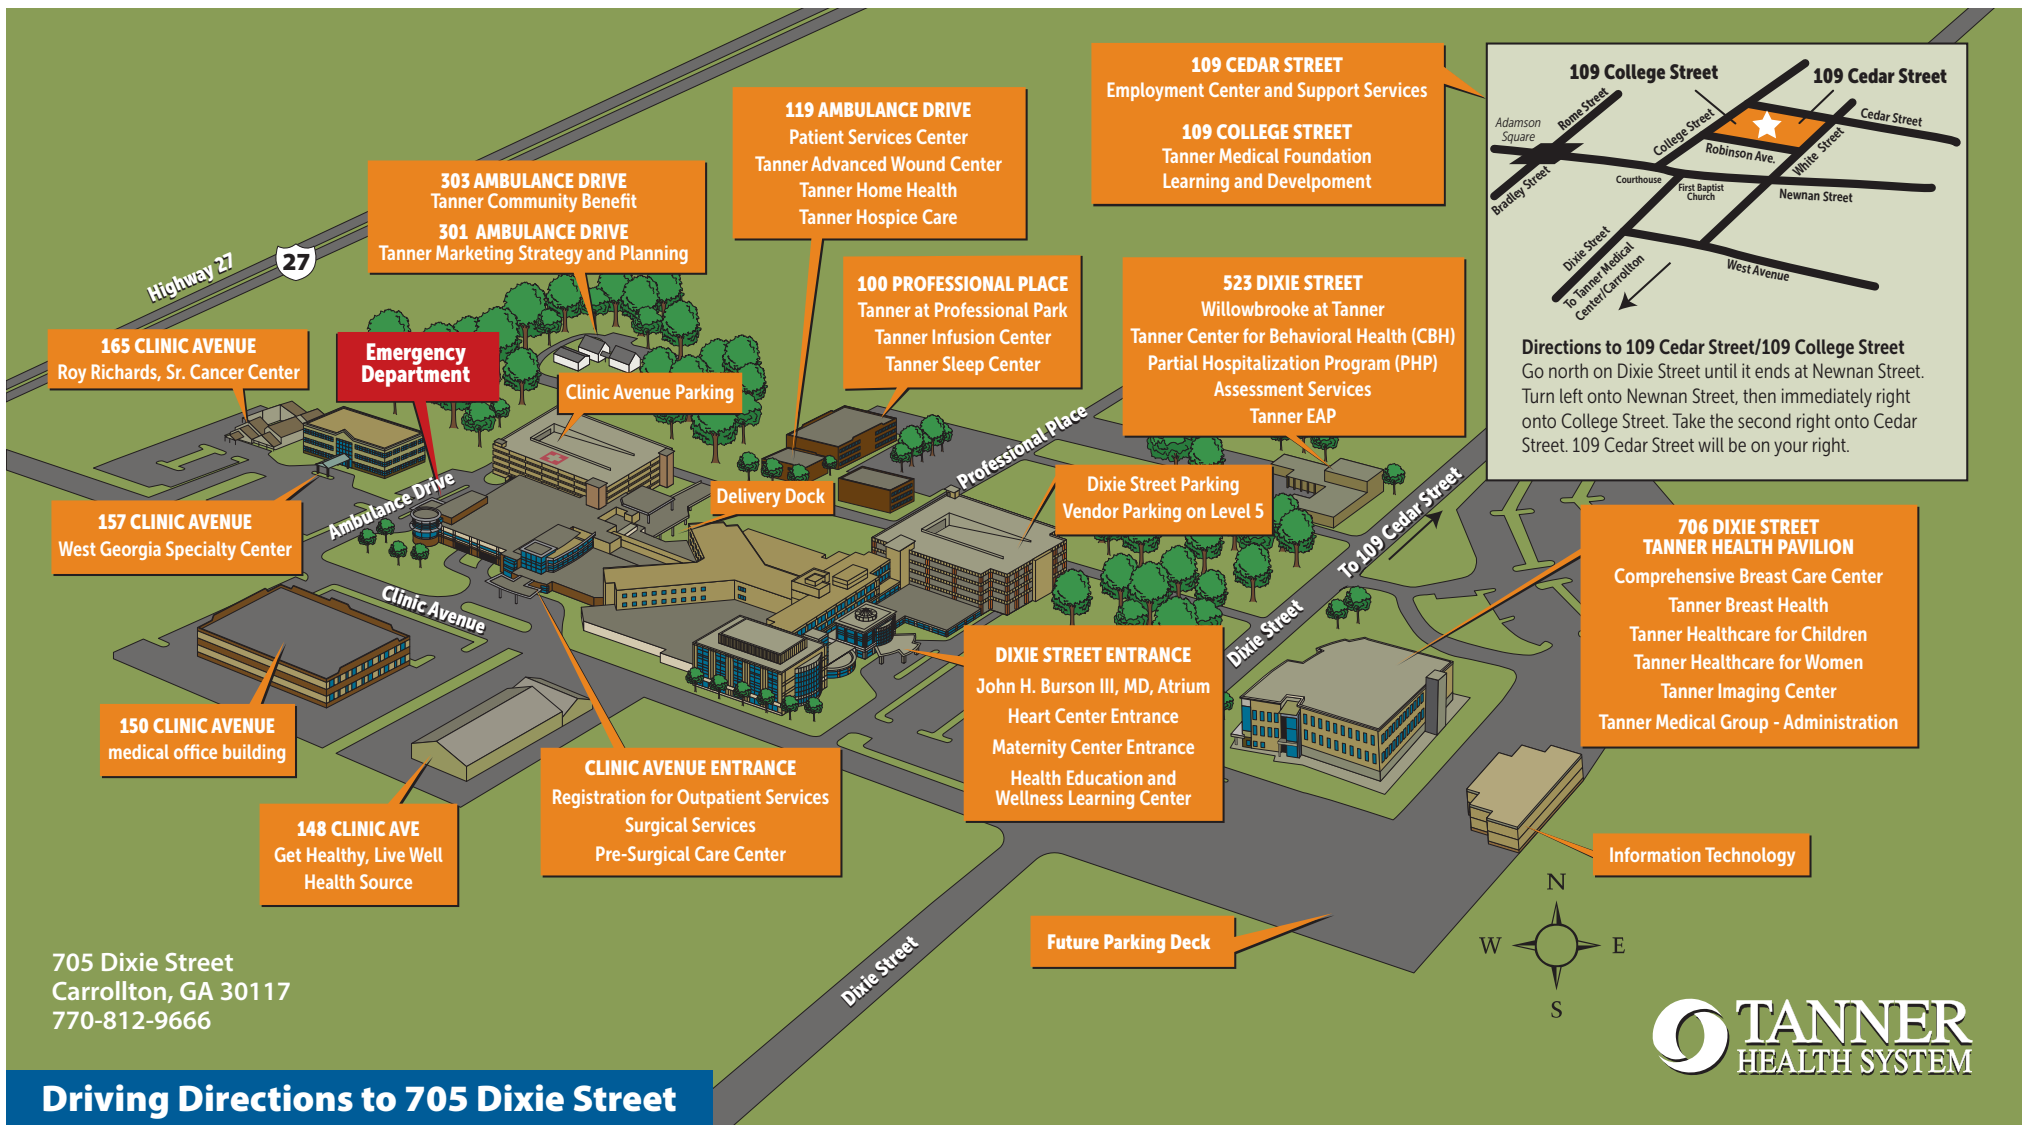 109 CEDAR STREET
Employment Center and Support Services
109 COLLEGE STREET
Tanner Medical Foundation
Learning and Develpoment
109 College Street
109 Cedar Street
Adamson
Square
Rome Street
College Street
Cedar Street
Robinson Ave.
White Street
Bradley Street
Courthouse
First Baptist
Church
Newnan Street
Dixie Street
To Tanner Medical
Center/Carrollton
West Avenue
Directions to 109 Cedar Street/109 College Street
Go north on Dixie Street until it ends at Newnan Street.
Turn left onto Newnan Street, then immediately right
onto College Street. Take the second right onto Cedar
Street. 109 Cedar Street will be on your right.
119 AMBULANCE DRIVE
Patient Services Center
Tanner Advanced Wound Center
Tanner Home Health
Tanner Hospice Care
303 AMBULANCE DRIVE
Tanner Community Benefit
301 AMBULANCE DRIVE
Tanner Marketing Strategy and Planning
Highway 27
27
100 PROFESSIONAL PLACE
Tanner at Professional Park
Tanner Infusion Center
Tanner Sleep Center
523 DIXIE STREET
Willowbrooke at Tanner
Tanner Center for Behavioral Health (CBH)
Partial Hospitalization Program (PHP)
Assessment Services
Tanner EAP
165 CLINIC AVENUE
Roy Richards, Sr. Cancer Center
Emergency
Department
Clinic Avenue Parking
Professional Place
Ambulance Drive
Delivery Dock
Dixie Street Parking
Vendor Parking on Level 5
To 109 Cedar Street
157 CLINIC AVENUE
West Georgia Specialty Center
706 DIXIE STREET
TANNER HEALTH PAVILION
Comprehensive Breast Care Center
Tanner Breast Health
Tanner Healthcare for Children
Tanner Healthcare for Women
Tanner Imaging Center
Tanner Medical Group - Administration
Clinic Avenue
Dixie Street
DIXIE STREET ENTRANCE
John H. Burson III, MD, Atrium
Heart Center Entrance
Maternity Center Entrance
Health Education and
Wellness Learning Center
150 CLINIC AVENUE
medical office building
CLINIC AVENUE ENTRANCE
Registration for Outpatient Services
Surgical Services
Pre-Surgical Care Center
148 CLINIC AVE
Get Healthy, Live Well
Health Source
Information Technology
Future Parking Deck
N
W
E
S
Dixie Street
705 Dixie Street
Carrollton, GA 30117
770-812-9666
TANNER
HEALTH SYSTEM
Driving Directions to 705 Dixie Street